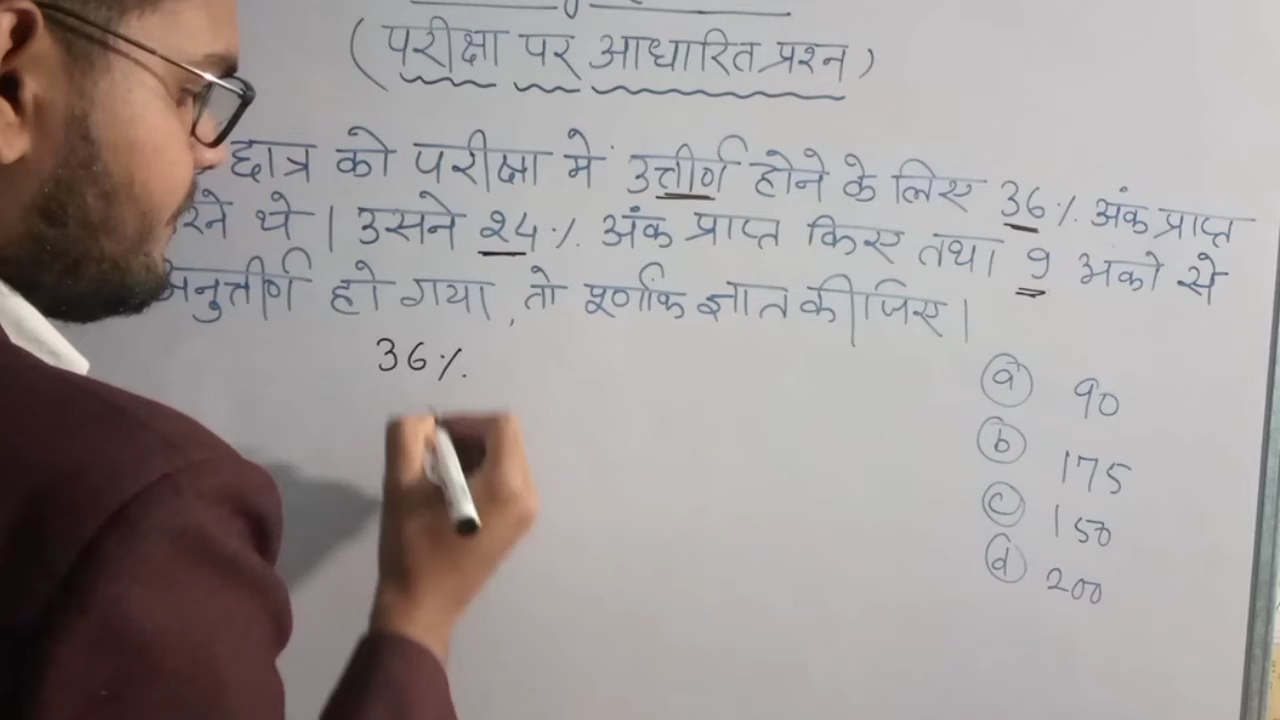 (परीक्षा पर आधारित प्रश्न)
छात्र को परीक्षा में उत्तीर्ण होने के लिए 36% अंक प्राप्त
रने थे। उसने 24% अंक प्राप्त किए तथा 9 अंको से
अनुत्तीर्ण हो गया, तो पूर्णांक ज्ञात कीजिए।
36%
(a) 90
(b) 175
(c) 150
(d) 200